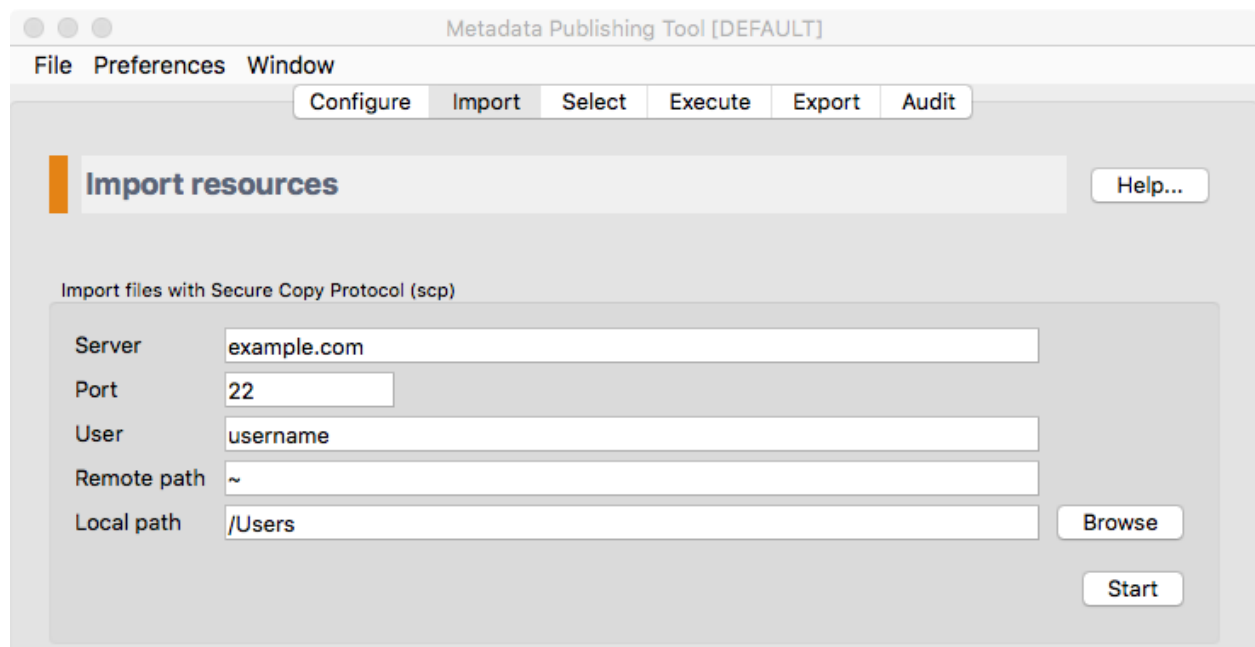 Metadata Publishing Tool [DEFAULT]
File Preferences Window
Configure Import Select Execute Export Audit
Import resources
Help...
Import files with Secure Copy Protocol (scp)
Server example.com
Port 22
User username
Remote path ~
Local path /Users Browse
Start